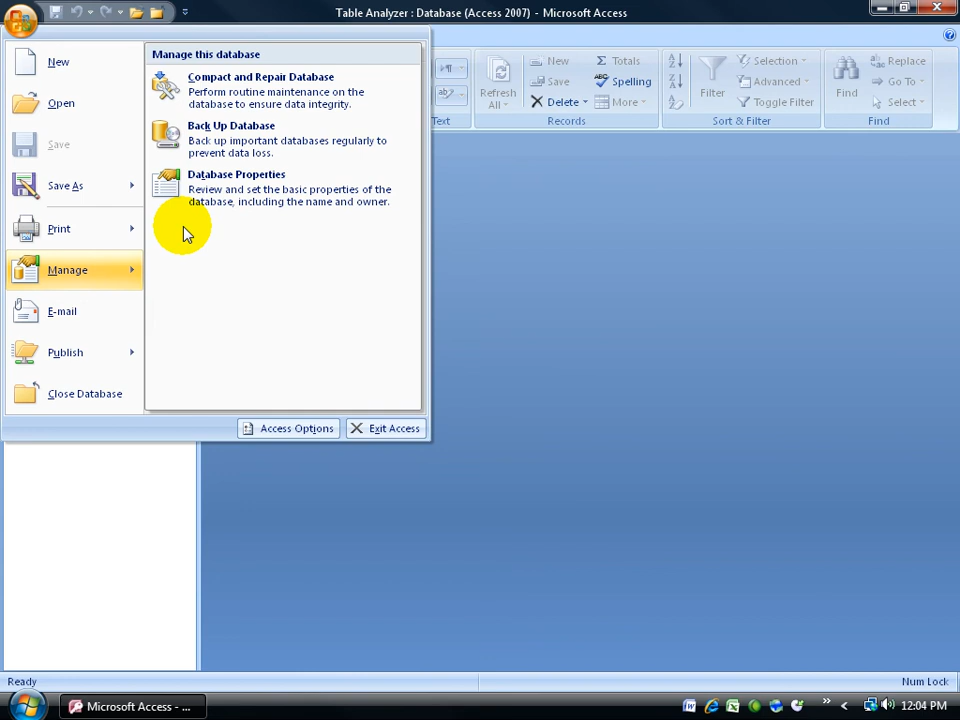 Table Analyzer : Database (Access 2007) - Microsoft Access
New
Open
Save
Save As
Print
Manage
E-mail
Publish
Close Database
Manage this database
Compact and Repair Database
Perform routine maintenance on the
database to ensure data integrity.
Back Up Database
Back up important databases regularly to
prevent data loss.
Database Properties
Review and set the basic properties of the
database, including the name and owner.
Access Options
Exit Access
Text
Refresh
All
New
Save
Delete
Totals
Spelling
More
Records
Filter
Selection
Advanced
Toggle Filter
Sort & Filter
Find
Replace
Go To
Select
Find
Ready
Num Lock
Microsoft Access - ...
12:04 PM